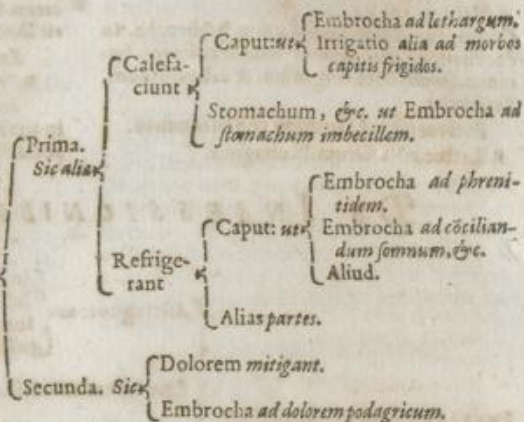 Embrocha ad lethargum.
Caput: ut
Irrigatio alia ad morbos
capitis frigidos.
Calefa-
ciunt
Stomachum, &c. ut Embrocha ad
stomachum imbecillem.
Prima.
Sic alia
Embrocha ad phreni-
tidem.
Caput: ut
Embrocha ad cōcilian-
dum somnum, &c.
Aliud.
Refrige-
rant
Alias partes.
Dolorem mitigant.
Secunda. Sic
Embrocha ad dolorem podagricum.